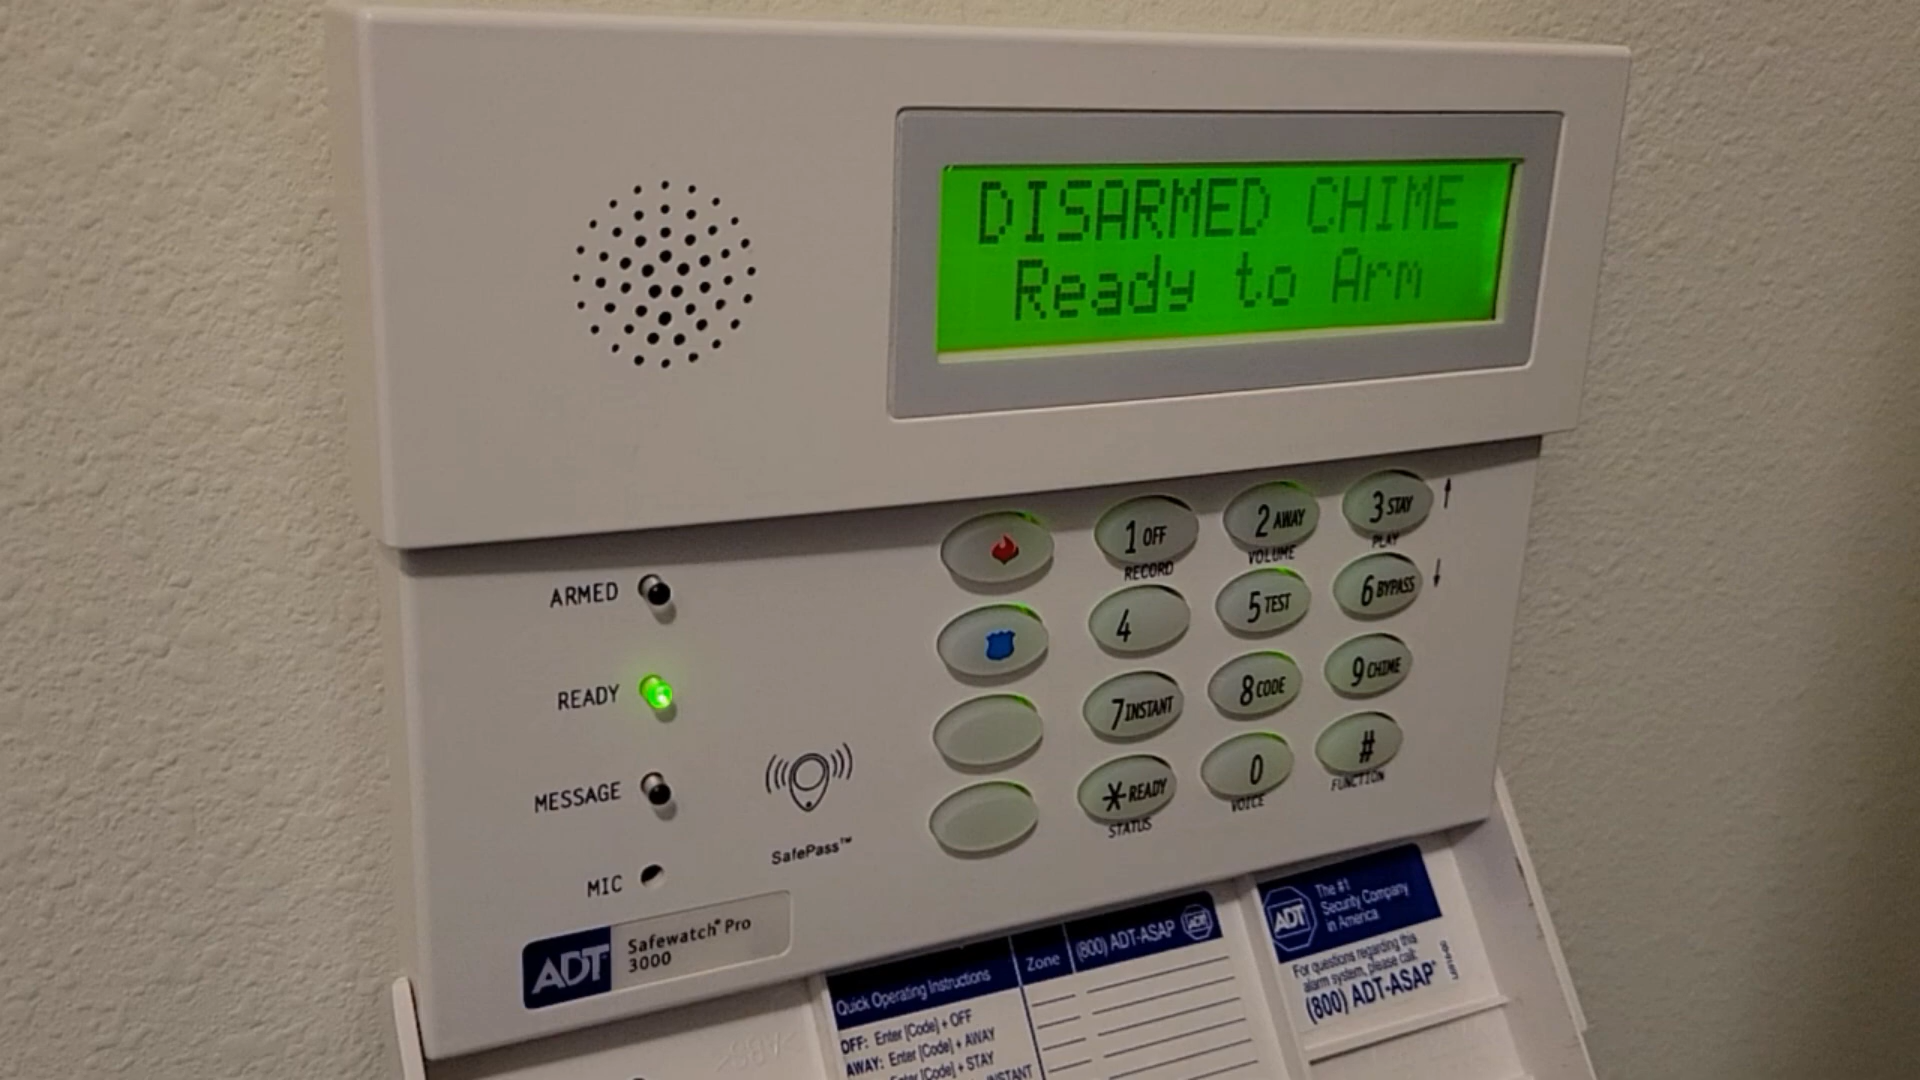 DISARMED CHIME
Ready to Arm
ARMED
READY
MESSAGE
MIC
SafePass™
1 OFF
RECORD
2 AWAY
VOLUME
3 STAY
PLAY
↑
4
5 TEST
6 BYPASS
↓
7 INSTANT
8 CODE
9 CHIME
* READY
STATUS
0
VOICE
#
FUNCTION
ADT
Safewatch® Pro
3000
Quick Operating Instructions
OFF: Enter [Code] + OFF
AWAY: Enter [Code] + AWAY
Enter [Code] + STAY
+ INSTANT
Zone
(800) ADT-ASAP
ADT
ADT
The #1
Security Company
in America
For questions regarding this
alarm system, please call:
(800) ADT-ASAP®